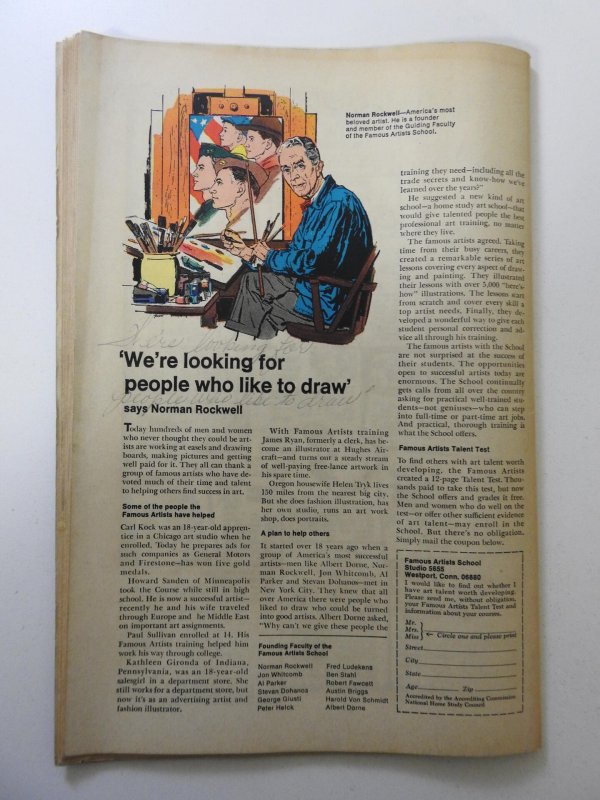 Norman Rockwell—America's most
beloved artist. He is a founder
and member of the Guiding Faculty
of the Famous Artists School.
There looking for
people who like to draw!
'We're looking for
people who like to draw'
says Norman Rockwell
Today hundreds of men and women
who never thought they could be art-
ists are working at easels and drawing
boards, making pictures and getting
well paid for it. They all can thank a
group of famous artists who have de-
voted much of their time and talent
to helping others find success in art.
Some of the people the
Famous Artists have helped
Carl Kock was an 18-year-old appren-
tice in a Chicago art studio when he
enrolled. Today he prepares ads for
such companies as General Motors
and Firestone—has won five gold
medals.
Howard Sanden of Minneapolis
took the Course while still in high
school. He is now a successful artist—
recently he and his wife traveled
through Europe and he Middle East
on important art assignments.
Paul Sullivan enrolled at 14. His
Famous Artists training helped him
work his way through college.
Kathleen Gironda of Indiana,
Pennsylvania, was an 18-year-old
salesgirl in a department store. She
still works for a department store, but
now it's as an advertising artist and
fashion illustrator.
With Famous Artists training
James Ryan, formerly a clerk, has be-
come an illustrator at Hughes Air-
craft—and turns out a steady stream
of well-paying free-lance artwork in
his spare time.
Oregon housewife Helen Tryk lives
150 miles from the nearest big city.
But she does fashion illustration, has
her own studio, runs an art work
shop, does portraits.
A plan to help others
It started over 18 years ago when a
group of America's most successful
artists—men like Albert Dorne, Nor-
man Rockwell, Jon Whitcomb, Al
Parker and Stevan Dohanos—met in
New York City. They knew that all
over America there were people who
liked to draw who could be turned
into good artists. Albert Dorne asked,
"Why can't we give these people the
Founding Faculty of the
Famous Artists School
Norman Rockwell
Jon Whitcomb
Al Parker
Stevan Dohanos
George Giusti
Peter Helck
Fred Ludekens
Ben Stahl
Robert Fawcett
Austin Briggs
Harold Von Schmidt
Albert Dorne
training they need—including all the
trade secrets and know-how we've
learned over the years?"
He suggested a new kind of art
school—a home study art school—that
would give talented people the best
professional art training, no matter
where they live.
The famous artists agreed. Taking
time from their busy careers, they
created a remarkable series of art
lessons covering every aspect of draw-
ing and painting. They illustrated
their lessons with over 5,000 "here's-
how" illustrations. The lessons start
from scratch and cover every skill a
top artist needs. Finally, they de-
veloped a wonderful way to give each
student personal correction and ad-
vice all through his training.
The famous artists with the School
are not surprised at the success of
their students. The opportunities
open to successful artists today are
enormous. The School continually
gets calls from all over the country
asking for practical well-trained stu-
dents—not geniuses—who can step
into full-time or part-time art jobs.
And practical, thorough training is
what the School offers.
Famous Artists Talent Test
To find others with art talent worth
developing, the Famous Artists
created a 12-page Talent Test. Thou-
sands paid to take this test, but now
the School offers and grades it free.
Men and women who do well on the
test—or offer other sufficient evidence
of art talent—may enroll in the
School. But there's no obligation.
Simply mail the coupon below.
Famous Artists School
Studio 5655
Westport, Conn. 06880
I would like to find out whether I
have art talent worth developing.
Please send me, without obligation,
your Famous Artists Talent Test and
information about your courses.
Mr.
Mrs.
Miss ← Circle one and please print
Street
City
State
Age Zip
Accredited by the Accrediting Commission
National Home Study Council